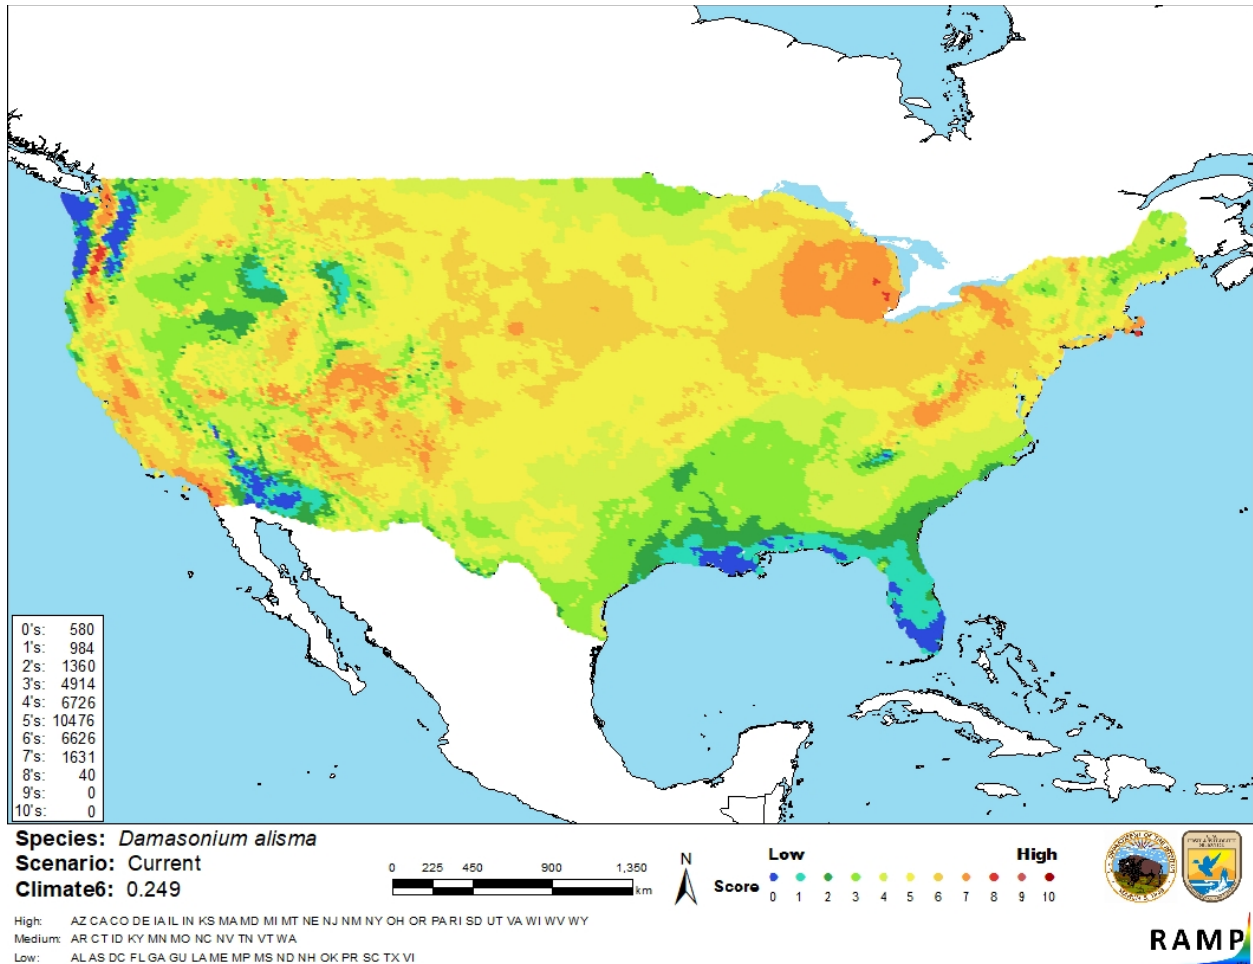 0's: 580
1's: 984
2's: 1360
3's: 4914
4's: 6726
5's: 10476
6's: 6626
7's: 1631
8's: 40
9's: 0
10's: 0
Species: Damasonium alisma
Scenario: Current
Climate6: 0.249
0 225 450 900 1,350
km
N
Low High
Score
0 1 2 3 4 5 6 7 8 9 10
High: AZ CA CO DE IA IL IN KS MA MD MI MT NE NJ NM NY OH OR PA RI SD UT VA WI WV WY
Medium: AR CT ID KY MN MO NC NV TN VT WA
Low: AL AS DC FL GA GU LA ME MP MS ND NH OK PR SC TX VI
RAMP